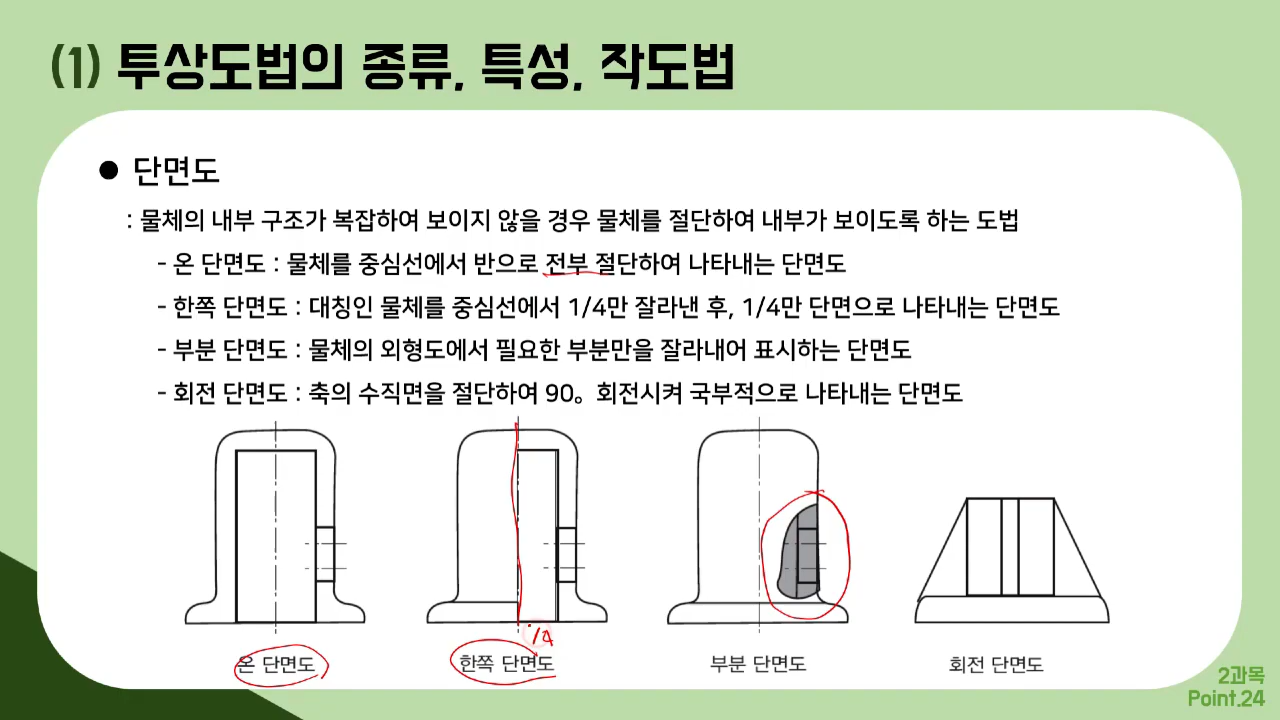 (1) 투상도법의 종류, 특성, 작도법
● 단면도
: 물체의 내부 구조가 복잡하여 보이지 않을 경우 물체를 절단하여 내부가 보이도록 하는 도법
- 온 단면도 : 물체를 중심선에서 반으로 전부 절단하여 나타내는 단면도
- 한쪽 단면도 : 대칭인 물체를 중심선에서 1/4만 잘라낸 후, 1/4만 단면으로 나타내는 단면도
- 부분 단면도 : 물체의 외형도에서 필요한 부분만을 잘라내어 표시하는 단면도
- 회전 단면도 : 축의 수직면을 절단하여 90。 회전시켜 국부적으로 나타내는 단면도
1/4
온 단면도 한쪽 단면도 부분 단면도 회전 단면도
2과목
Point.24